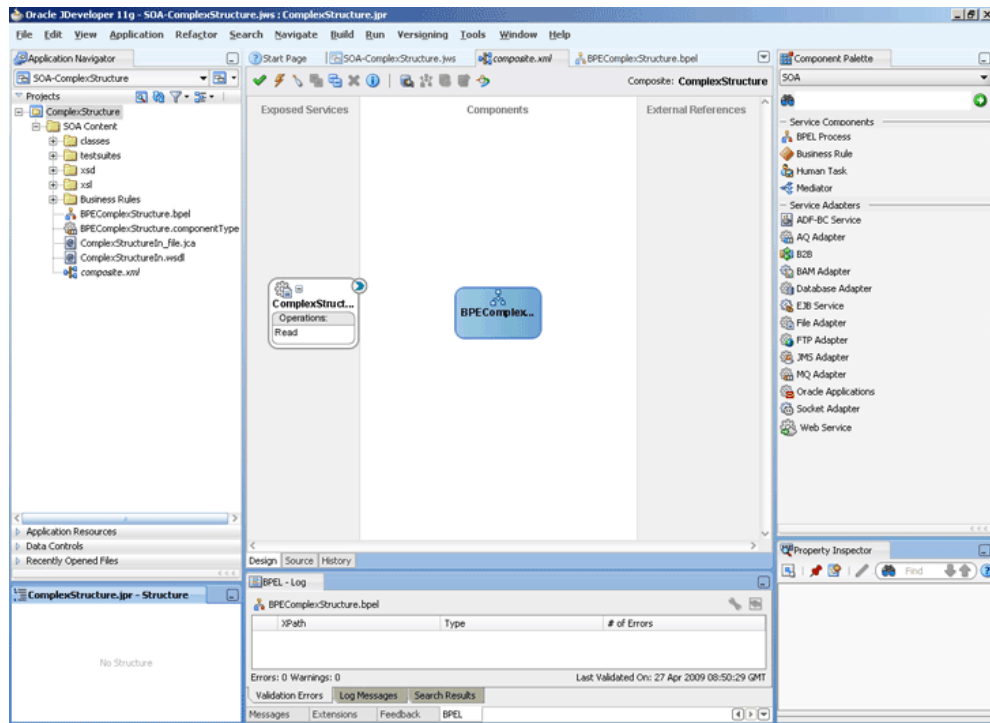 Oracle JDeveloper 11g - SOA-ComplexStructure.jws : ComplexStructure.jpr
File Edit View Application Refactor Search Navigate Build Run Versigning Tools Window Help
Application Navigator
SOA-ComplexStructure
Projects
ComplexStructure
SOA Content
classes
testsuites
xsd
xsl
Business Rules
BPEComplexStructure.bpel
BPEComplexStructure.componentType
ComplexStructureIn_file.jca
ComplexStructureIn.wsdl
composite.xml
Application Resources
Data Controls
Recently Opened Files
ComplexStructure.jpr - Structure
No Structure
Start Page SOA-ComplexStructure.jws composite.xml BPEComplexStructure.bpel
Composite: ComplexStructure
Exposed Services Components External References
ComplexStruct...
Operations:
Read
BPEComplex...
Design Source History
BPEL - Log
BPEComplexStructure.bpel
XPath Type # of Errors
Errors: 0 Warnings: 0 Last Validated On: 27 Apr 2009 08:50:29 GMT
Validation Errors Log Messages Search Results
Messages Extensions Feedback BPEL
Component Palette
SOA
Service Components
BPEL Process
Business Rule
Human Task
Mediator
Service Adapters
ADF-BC Service
AQ Adapter
B2B
BAM Adapter
Database Adapter
EJB Service
File Adapter
FTP Adapter
JMS Adapter
MQ Adapter
Oracle Applications
Socket Adapter
Web Service
Property Inspector
Find